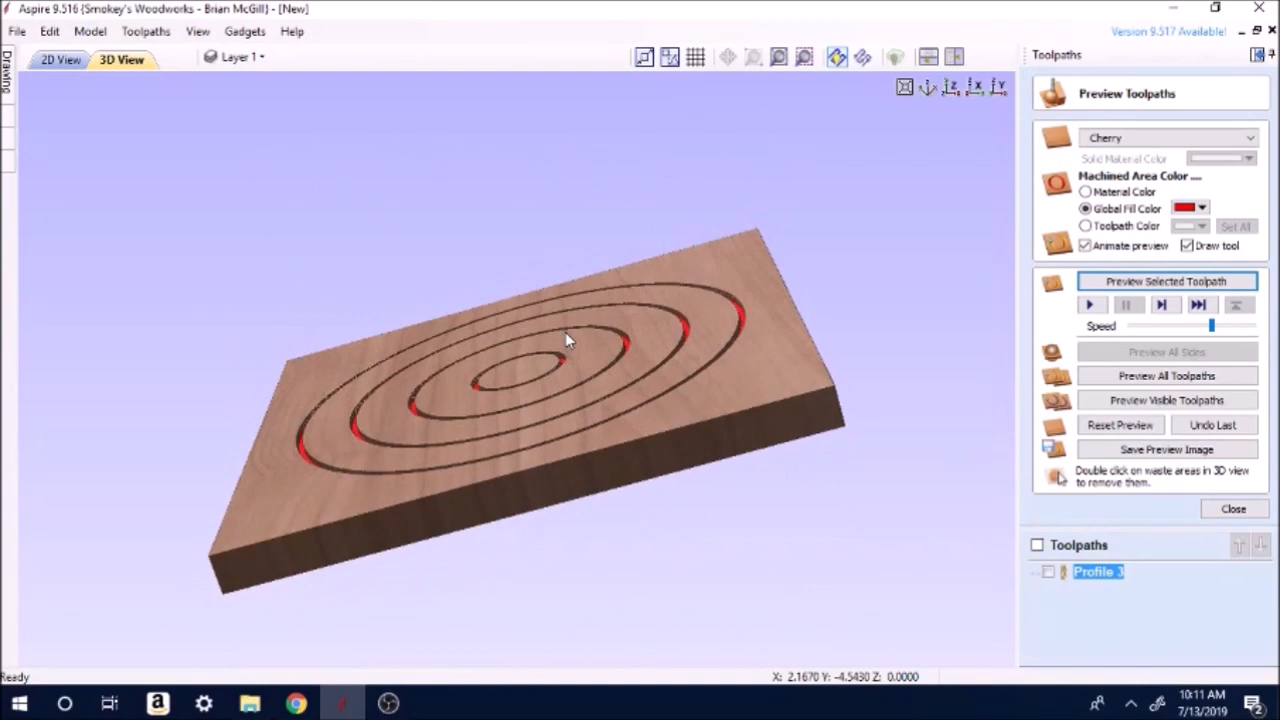 Aspire 9.516 {Smokey's Woodworks - Brian McGill} - [New]
File Edit Model Toolpaths View Gadgets Help
Version 9.517 Available!
Drawing
2D View 3D View Layer 1
Toolpaths
Preview Toolpaths
Cherry
Solid Material Color
Machined Area Color ....
Material Color
Global Fill Color
Toolpath Color Set All
Animate preview Draw tool
Preview Selected Toolpath
Speed
Preview All Sides
Preview All Toolpaths
Preview Visible Toolpaths
Reset Preview Undo Last
Save Preview Image
Double click on waste areas in 3D view
to remove them.
Close
Toolpaths
Profile 3
Ready
X: 2.1670 Y: -4.5430 Z: 0.0000
10:11 AM
7/13/2019
2